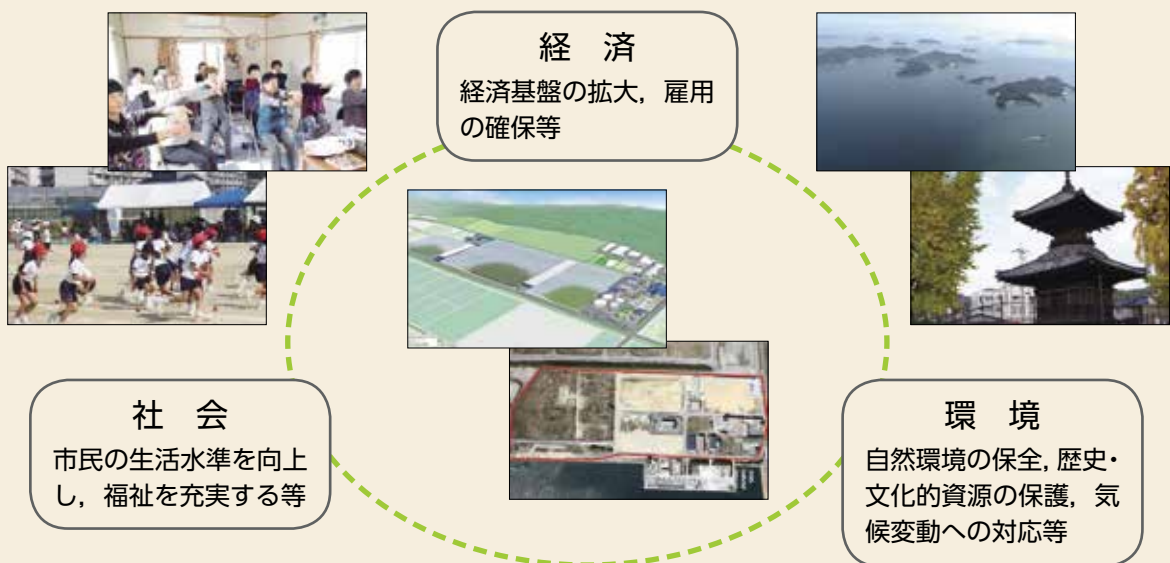 経　済
経済基盤の拡大，雇用
の確保等
社　会
市民の生活水準を向上
し，福祉を充実する等
環　境
自然環境の保全，歴史・
文化的資源の保護，気
候変動への対応等